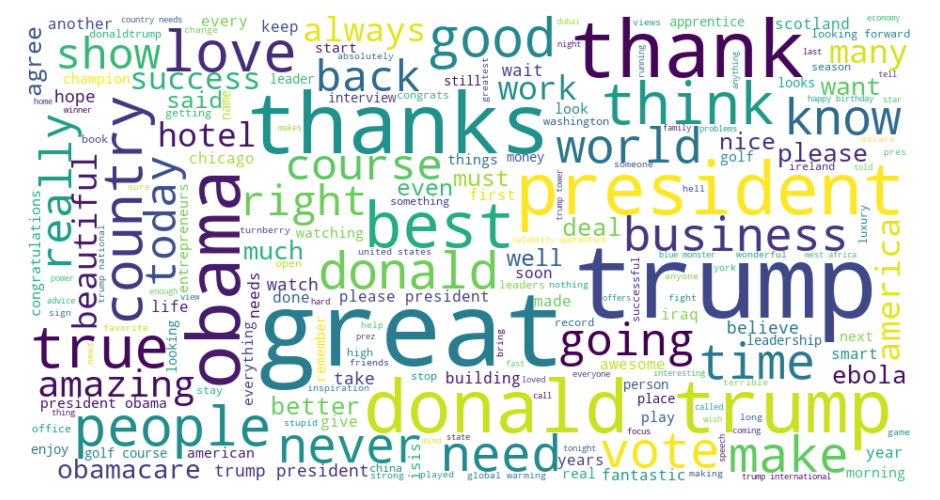 country needs
another
every
keep
always
good
thank
apprentice
scotland
looking forward
views
economy
dubai
many
agree
donaldtrump
change
show
love
start
absolutely
night
running
last
tell
champion
success
leader
back
still
greatest
wait
work
think
anything
looks
season
want
hope
said
interview
congrats
look
washington
happy birthday
star
know
home
winner
getting
name
thanks
world
family
problems
nice
please
oscars
book
hotel
makes
things
money
someone
golf
ireland
told
pres
really
beautiful
country
today
chicago
course
must
first
president
trump tower
hell
sure
entrepreneurs
obama
right
even
something
best
deal
business
luxury
american
congratulations
trump national
turnberry
watching
celebrity apprentice
much
united states
well
blue monster
wonderful
west africa
power
open
donald
soon
leaders
nothing
york
anyone
advice
enough
view
needs
watch
done
hard
please president
made
offers
successful
fight
trump
sign
life
great
iraq
favorite
everything
remember
help
prez
record
believe
leadership
next
true
news
looking
high
friends
bring
going
time
smart
amazing
stay
take
stop
building
fast
awesome
everyone
interesting
person
terrible
ebola
president obama
inspiration
loved
place
thing
better
call
donald trump
called
wish
long
office
people
give
stupid
play
focus
coming
game
enjoy
golf course
american
never
mind
state
need
tonight
vote
speech
make
year
obamacare
trump president
china
isis
strong
played
global warming
years
making
real
fantastic
trump international
morning